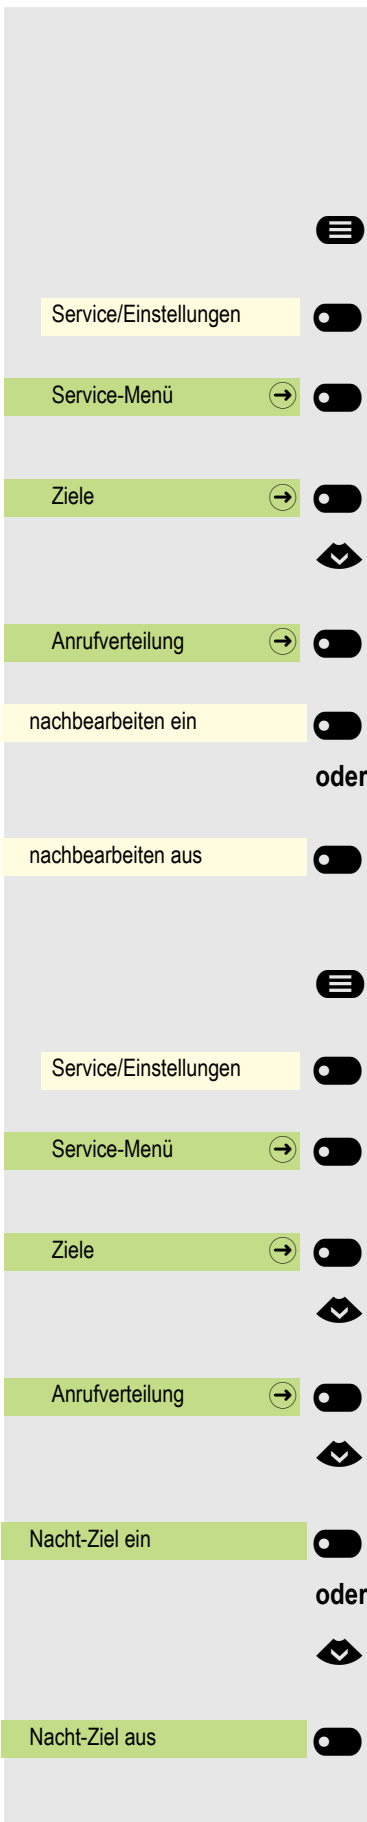 Service/Einstellungen
Service-Menü
Ziele
Anrufverteilung
nachbearbeiten ein
oder
nachbearbeiten aus
Service/Einstellungen
Service-Menü
Ziele
Anrufverteilung
Nacht-Ziel ein
oder
Nacht-Ziel aus